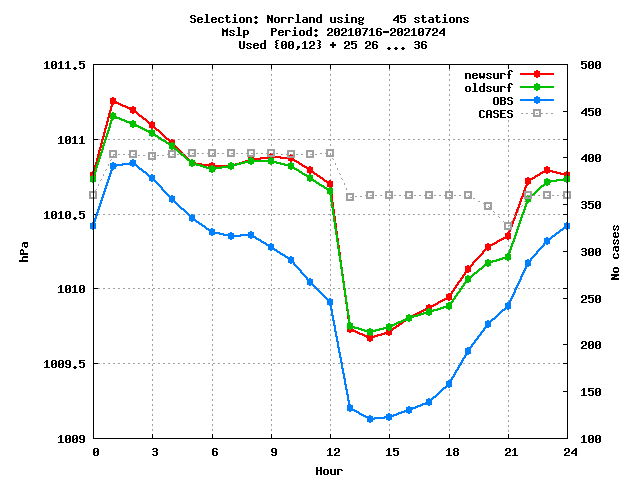 Selection: Norrland using    45 stations
Mslp   Period: 20210716-20210724
Used {00,12} + 25 26 ... 36
newsurf
oldsurf
OBS
CASES
1011.5
1011
1010.5
1010
1009.5
1009
hPa
500
450
400
350
300
250
200
150
100
No cases
0 3 6 9 12 15 18 21 24
Hour